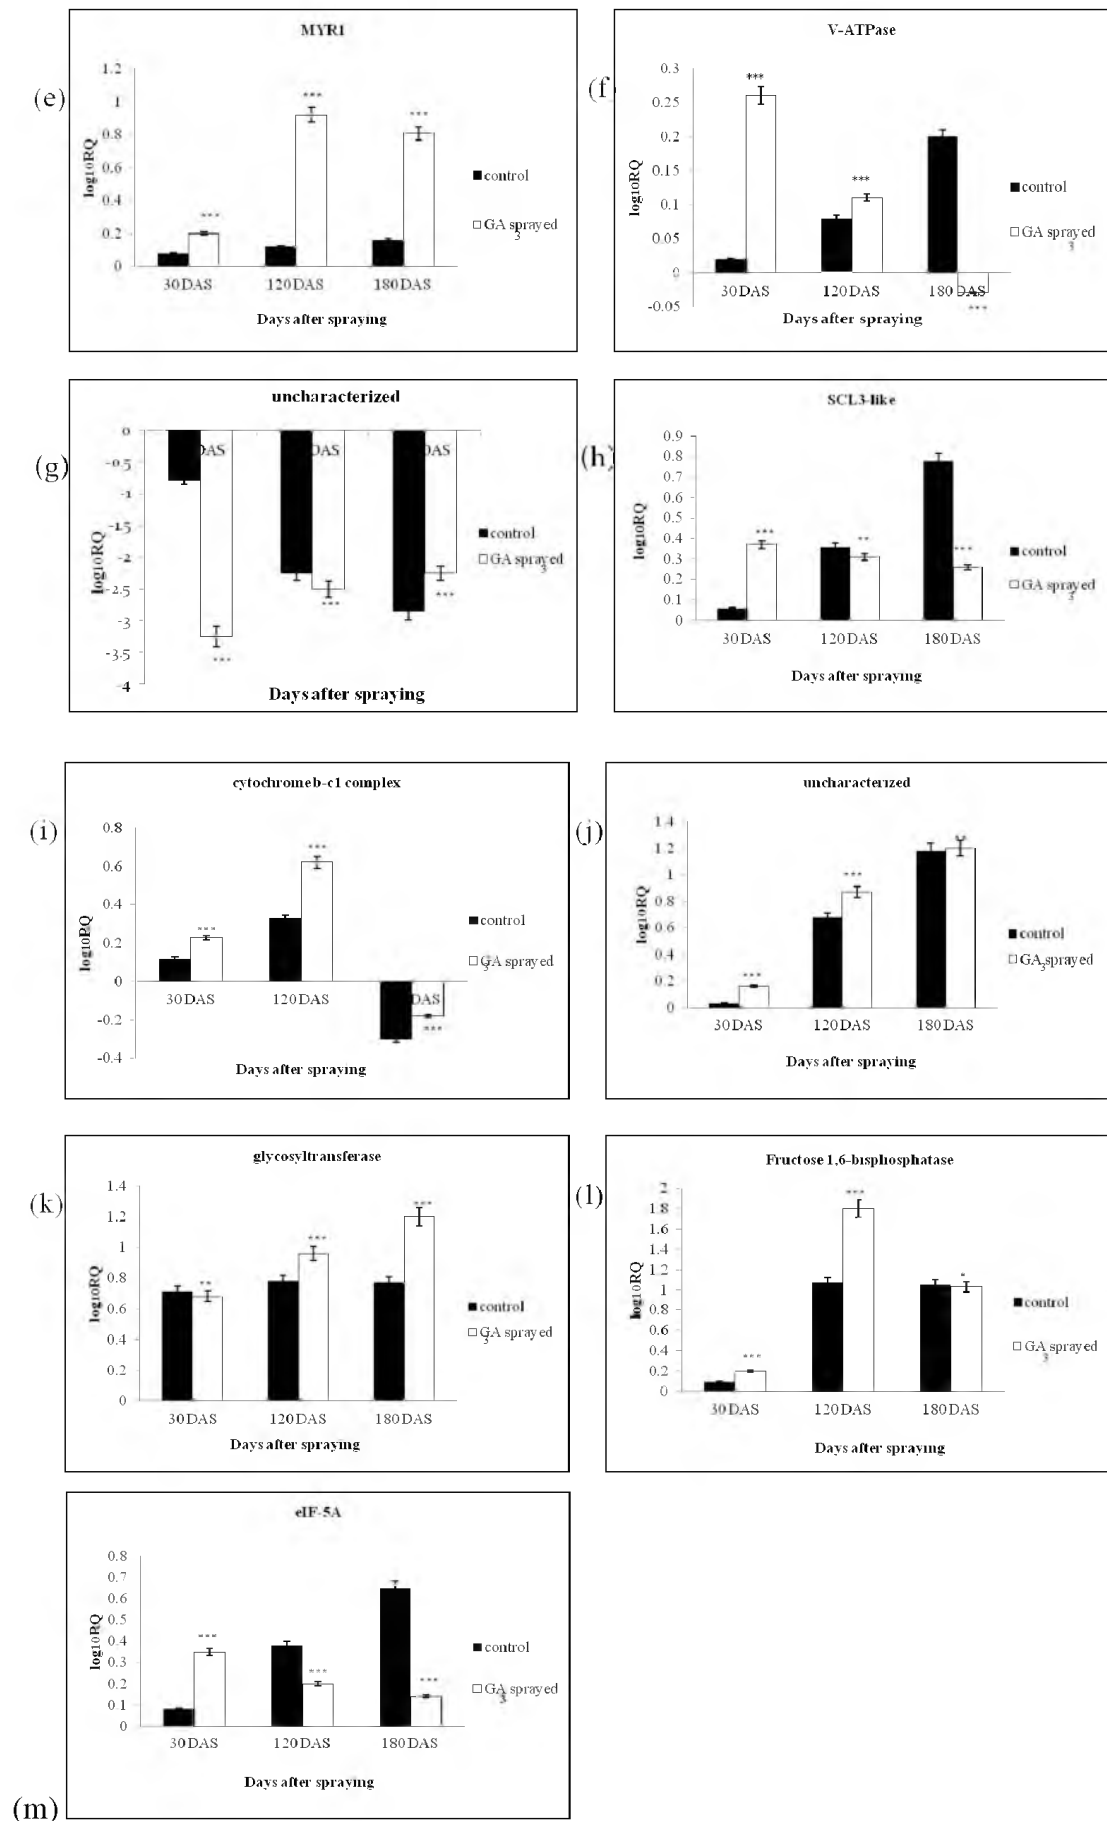 (e)
MYR1
log10RQ
1.2
1
0.8
0.6
0.4
0.2
0
30DAS 120DAS 180DAS
Days after spraying
control
GA3 sprayed
*** *** ***
(f)
V-ATPase
log10RQ
0.3
0.25
0.2
0.15
0.1
0.05
0
-0.05
30DAS 120DAS 180DAS
Days after spraying
control
GA3 sprayed
*** *** ***
(g)
uncharacterized
log10RQ
0
-0.5
-1
-1.5
-2
-2.5
-3
-3.5
-4
DAS DAS DAS
Days after spraying
control
GA3 sprayed
*** *** ***
(h)
SCL3-like
log10RQ
0.9
0.8
0.7
0.6
0.5
0.4
0.3
0.2
0.1
0
30DAS 120DAS 180DAS
Days after spraying
control
GA3 sprayed
*** ** ***
(i)
cytochromeb-c1 complex
log10RQ
0.8
0.6
0.4
0.2
0
-0.2
-0.4
30DAS 120DAS DAS
Days after spraying
control
GA3 sprayed
*** *** ***
(j)
uncharacterized
log10RQ
1.4
1.2
1
0.8
0.6
0.4
0.2
0
30DAS 120DAS 180DAS
Days after spraying
control
GA3 sprayed
*** *** **
(k)
glycosyltransferase
log10RQ
1.4
1.2
1
0.8
0.6
0.4
0.2
0
30DAS 120DAS 180DAS
Days after spraying
control
GA3 sprayed
** *** ***
(l)
Fructose 1,6-bisphosphatase
log10RQ
2
1.8
1.6
1.4
1.2
1
0.8
0.6
0.4
0.2
0
30DAS 120DAS 180DAS
Days after spraying
control
GA3 sprayed
*** *** *
(m)
eIF-5A
log10RQ
0.8
0.7
0.6
0.5
0.4
0.3
0.2
0.1
0
30DAS 120DAS 180DAS
Days after spraying
control
GA3 sprayed
*** *** ***